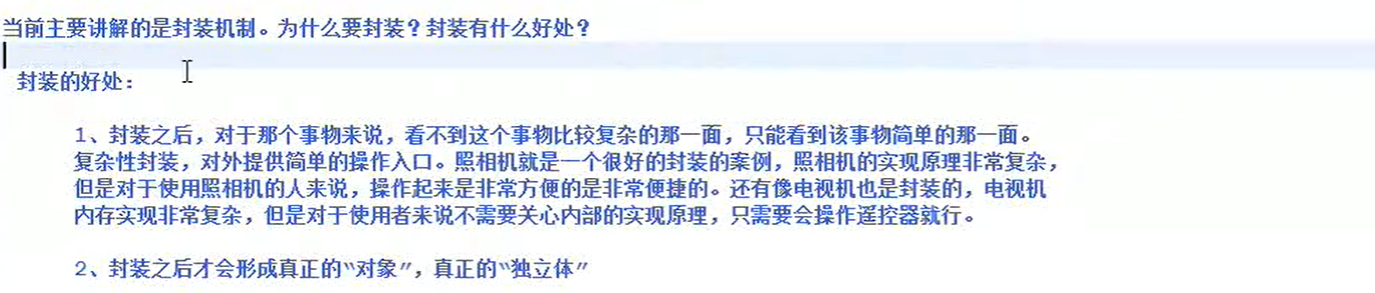 当前主要讲解的是封装机制。为什么要封装？封装有什么好处？
封装的好处：
1、封装之后，对于那个事物来说，看不到这个事物比较复杂的那一面，只能看到该事物简单的那一面。
复杂性封装，对外提供简单的操作入口。照相机就是一个很好的封装的案例，照相机的实现原理非常复杂，
但是对于使用照相机的人来说，操作起来是非常方便的是非常便捷的。还有像电视机也是封装的，电视机
内存实现非常复杂，但是对于使用者来说不需要关心内部的实现原理，只需要会操作遥控器就行。
2、封装之后才会形成真正的“对象”，真正的“独立体”